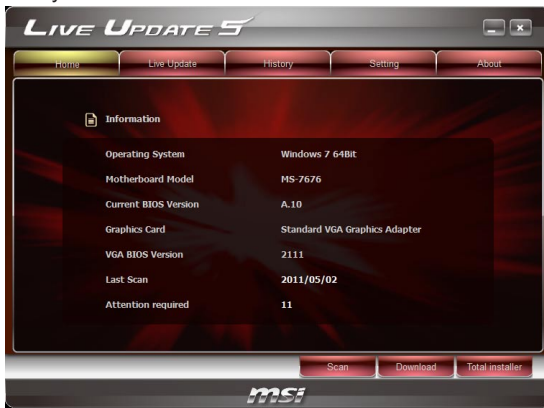 LIVE UPDATE 5
Home Live Update History Setting About
Information
Operating System Windows 7 64Bit
Motherboard Model MS-7676
Current BIOS Version A.10
Graphics Card Standard VGA Graphics Adapter
VGA BIOS Version 2111
Last Scan 2011/05/02
Attention required 11
Scan Download Total installer
msi